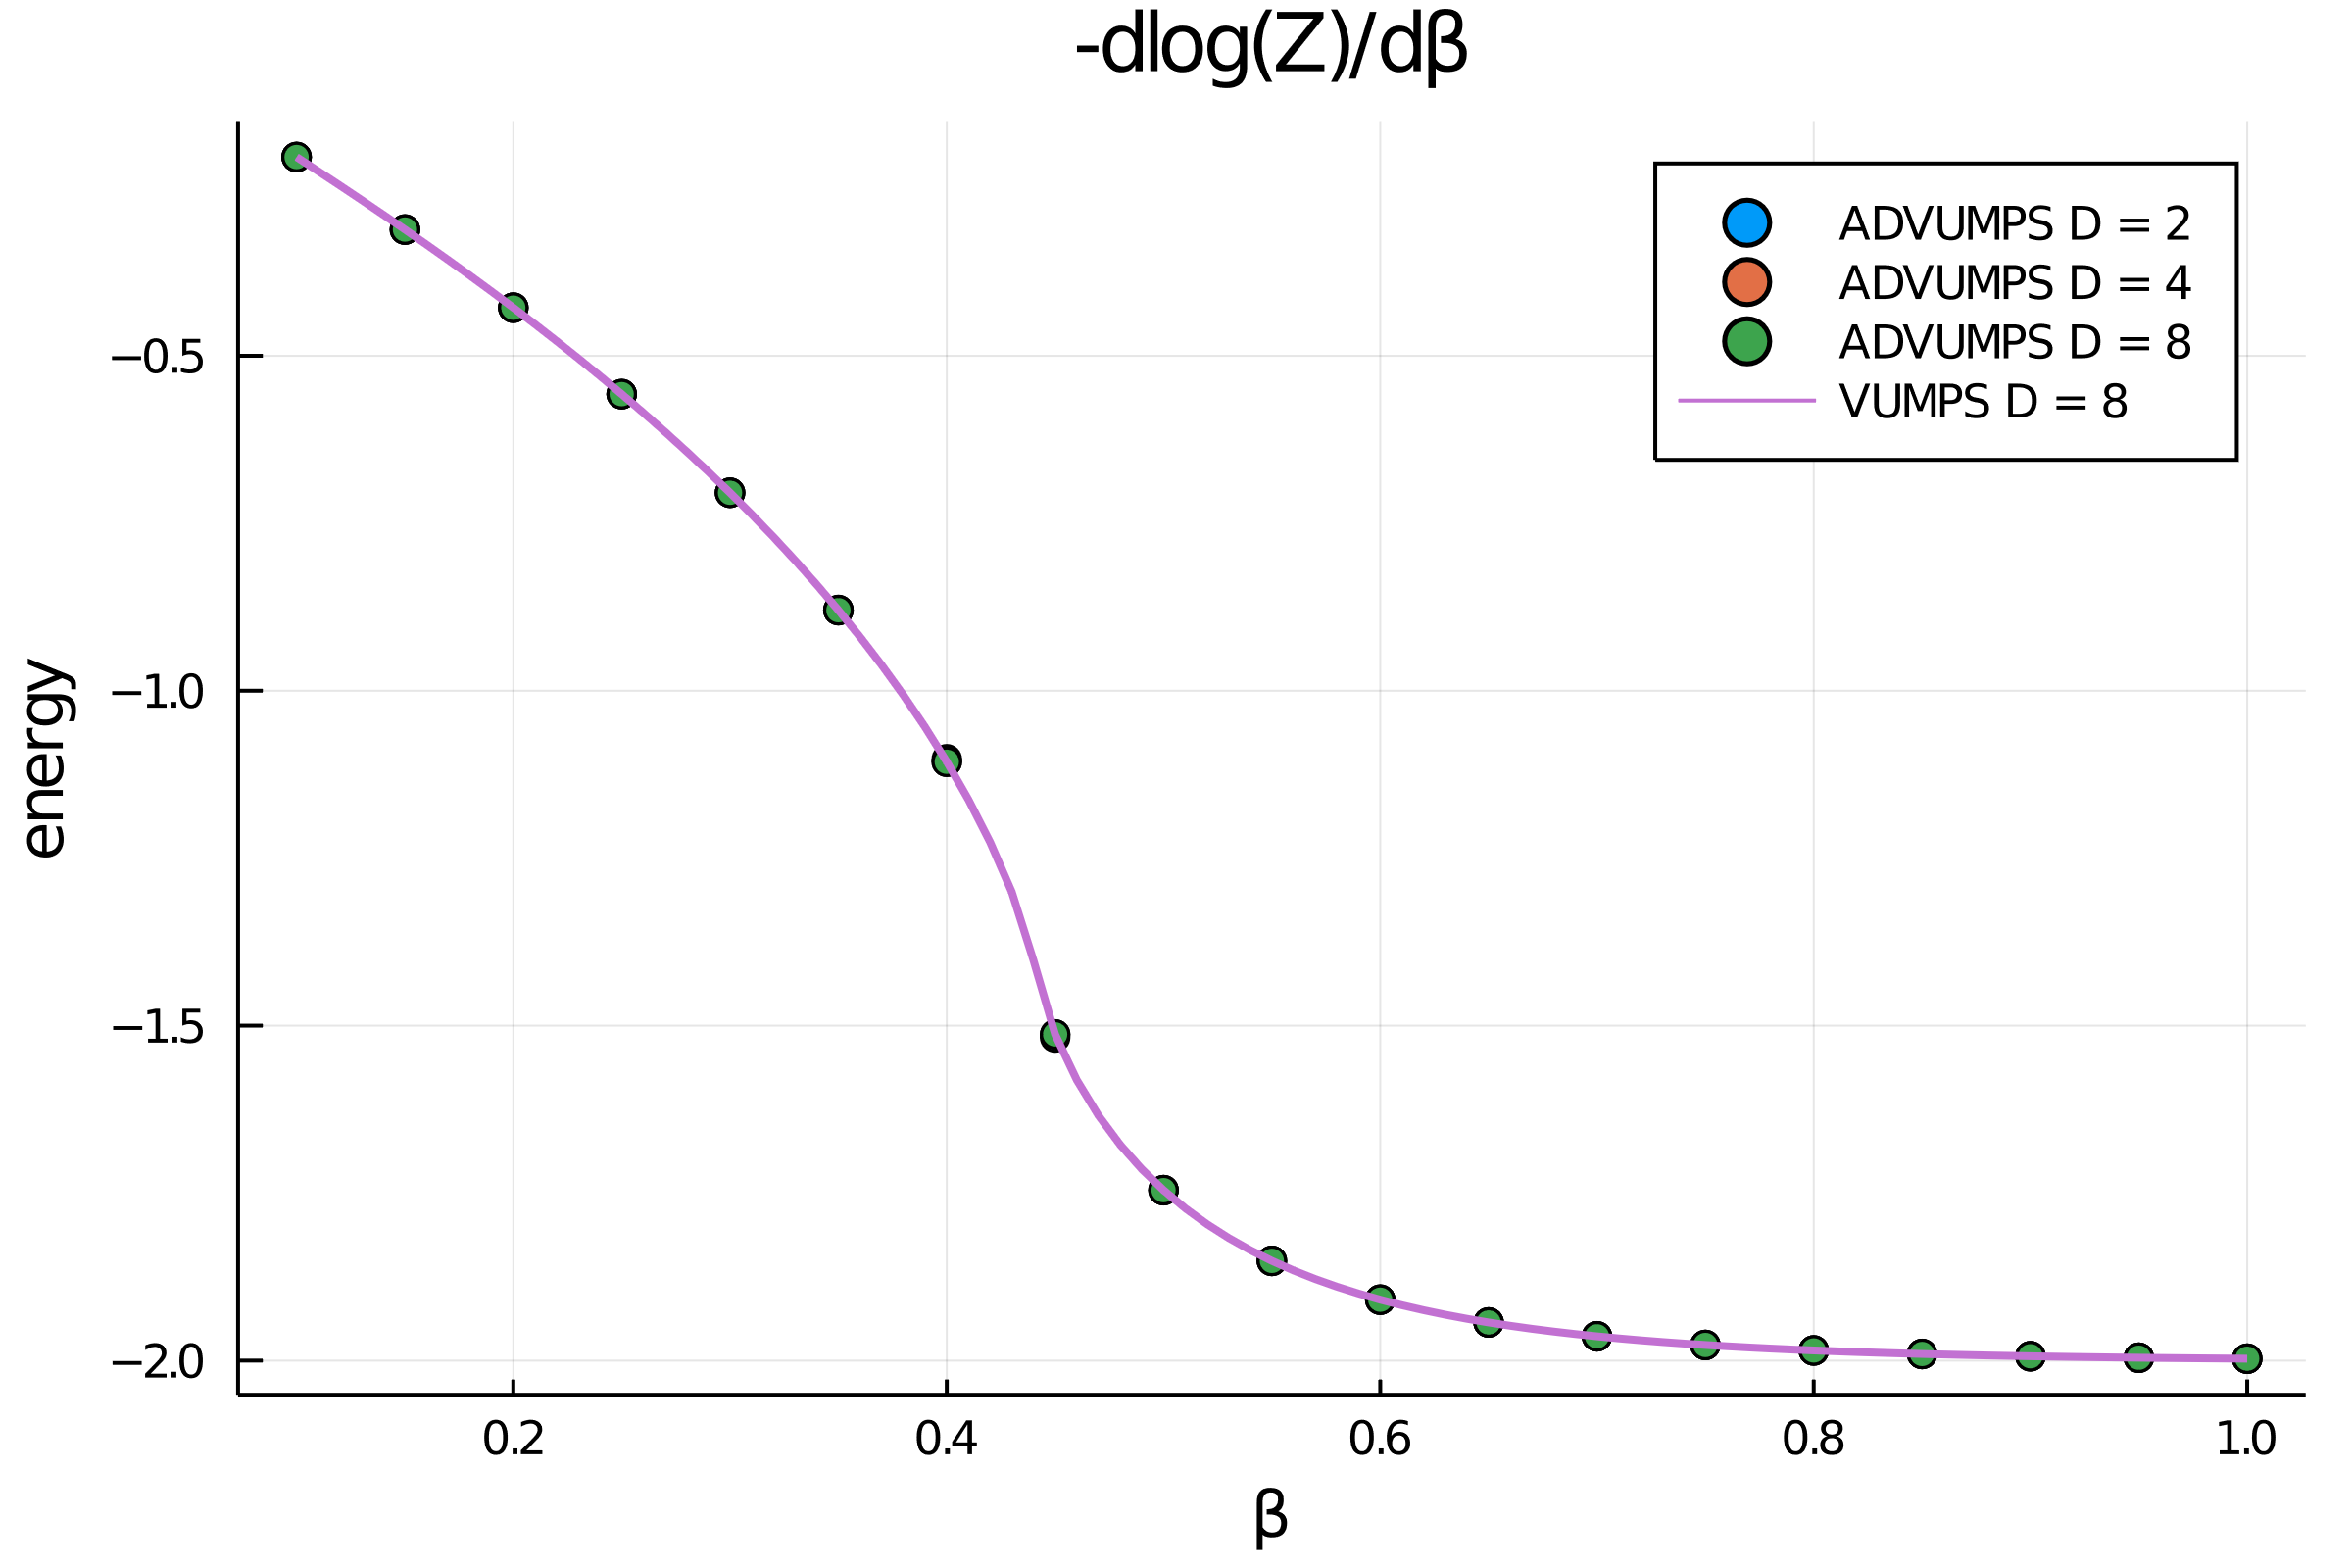 -dlog(Z)/dβ
ADVUMPS D = 2
ADVUMPS D = 4
ADVUMPS D = 8
VUMPS D = 8
energy
−0.5
−1.0
−1.5
−2.0
0.2
0.4
0.6
0.8
1.0
β